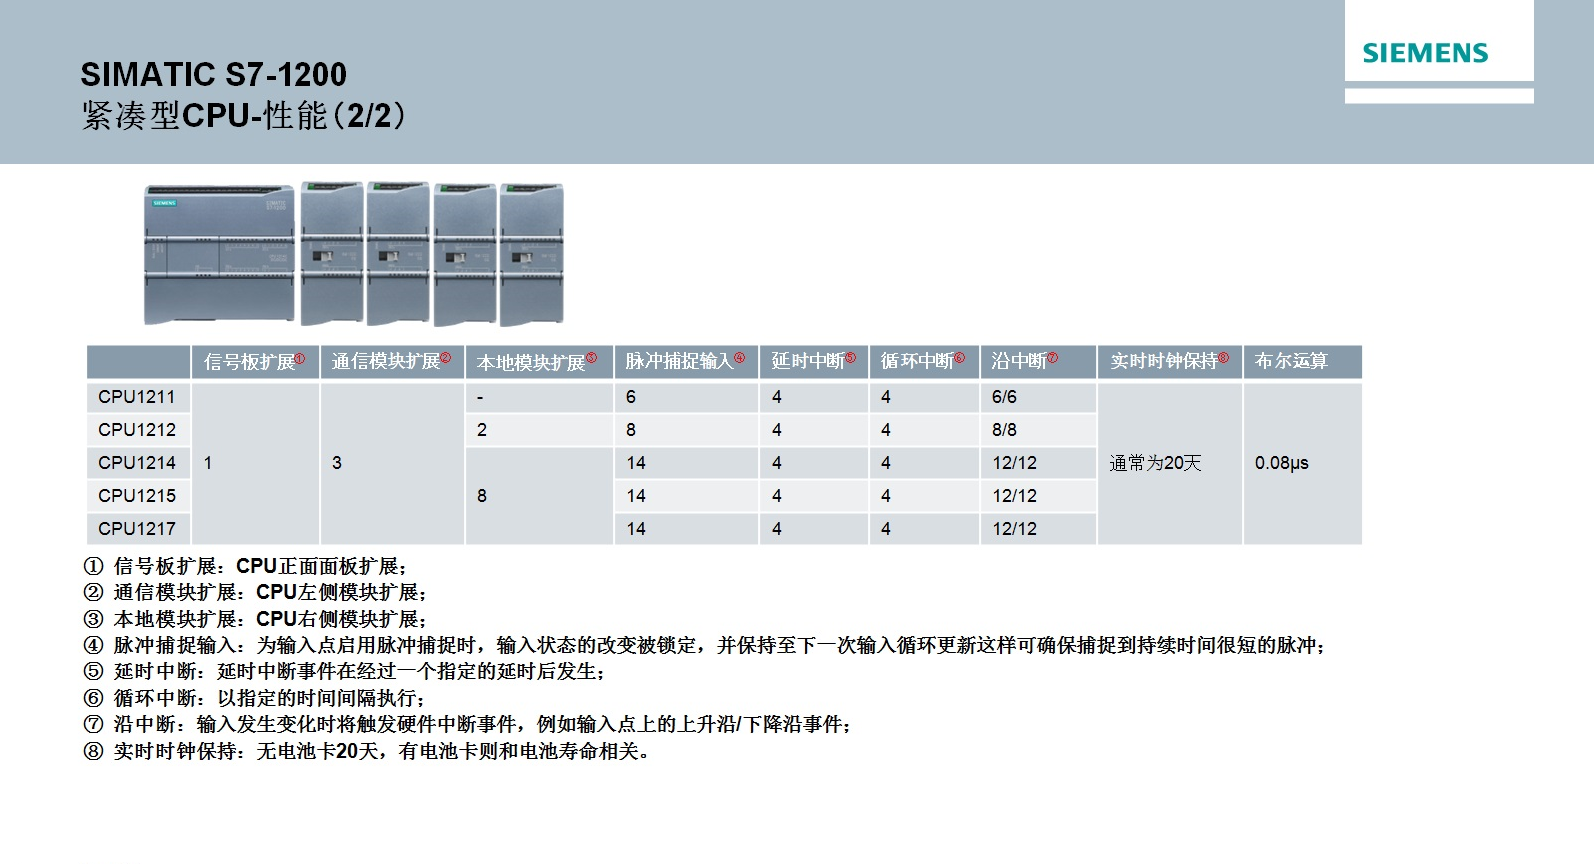 SIEMENS
SIMATIC S7-1200
紧凑型CPU-性能(2/2)
SIEMENS
SIMATIC
S7-1200
信号板扩展① 通信模块扩展② 本地模块扩展③ 脉冲捕捉输入④ 延时中断⑤ 循环中断⑥ 沿中断⑦ 实时时钟保持⑧ 布尔运算
CPU1211 - 6 4 4 6/6
CPU1212 2 8 4 4 8/8
CPU1214 1 3 14 4 4 12/12 通常为20天 0.08μs
CPU1215 8 14 4 4 12/12
CPU1217 14 4 4 12/12
① 信号板扩展：CPU正面面板扩展；
② 通信模块扩展：CPU左侧模块扩展；
③ 本地模块扩展：CPU右侧模块扩展；
④ 脉冲捕捉输入：为输入点启用脉冲捕捉时，输入状态的改变被锁定，并保持至下一次输入循环更新这样可确保捕捉到持续时间很短的脉冲；
⑤ 延时中断：延时中断事件在经过一个指定的延时后发生；
⑥ 循环中断：以指定的时间间隔执行；
⑦ 沿中断：输入发生变化时将触发硬件中断事件，例如输入点上的上升沿/下降沿事件；
⑧ 实时时钟保持：无电池卡20天，有电池卡则和电池寿命相关。